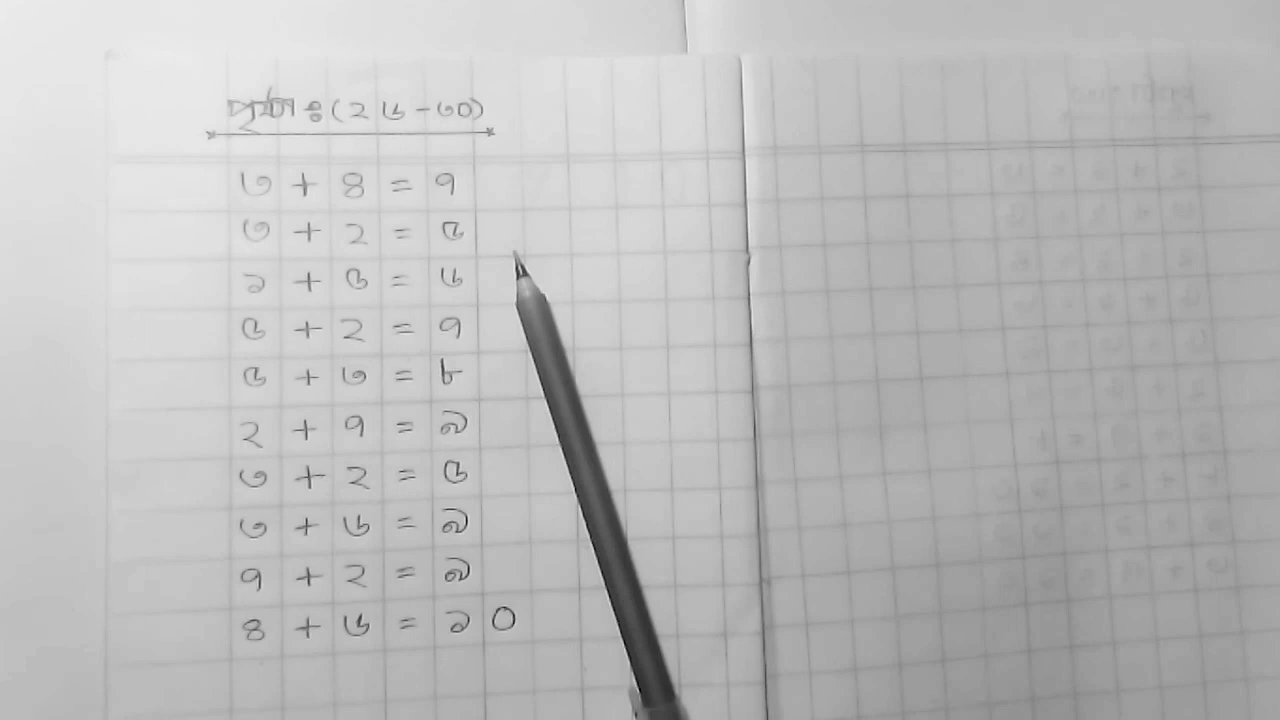 পৃষ্ঠা ঃ (২৬-৩০)
৩ + ৪ = ৭
৩ + ২ = ৫
১ + ৫ = ৬
৫ + ২ = ৭
৫ + ৩ = ৮
২ + ৭ = ৯
৩ + ২ = ৫
৩ + ৬ = ৯
৭ + ২ = ৯
৪ + ৬ = ১০